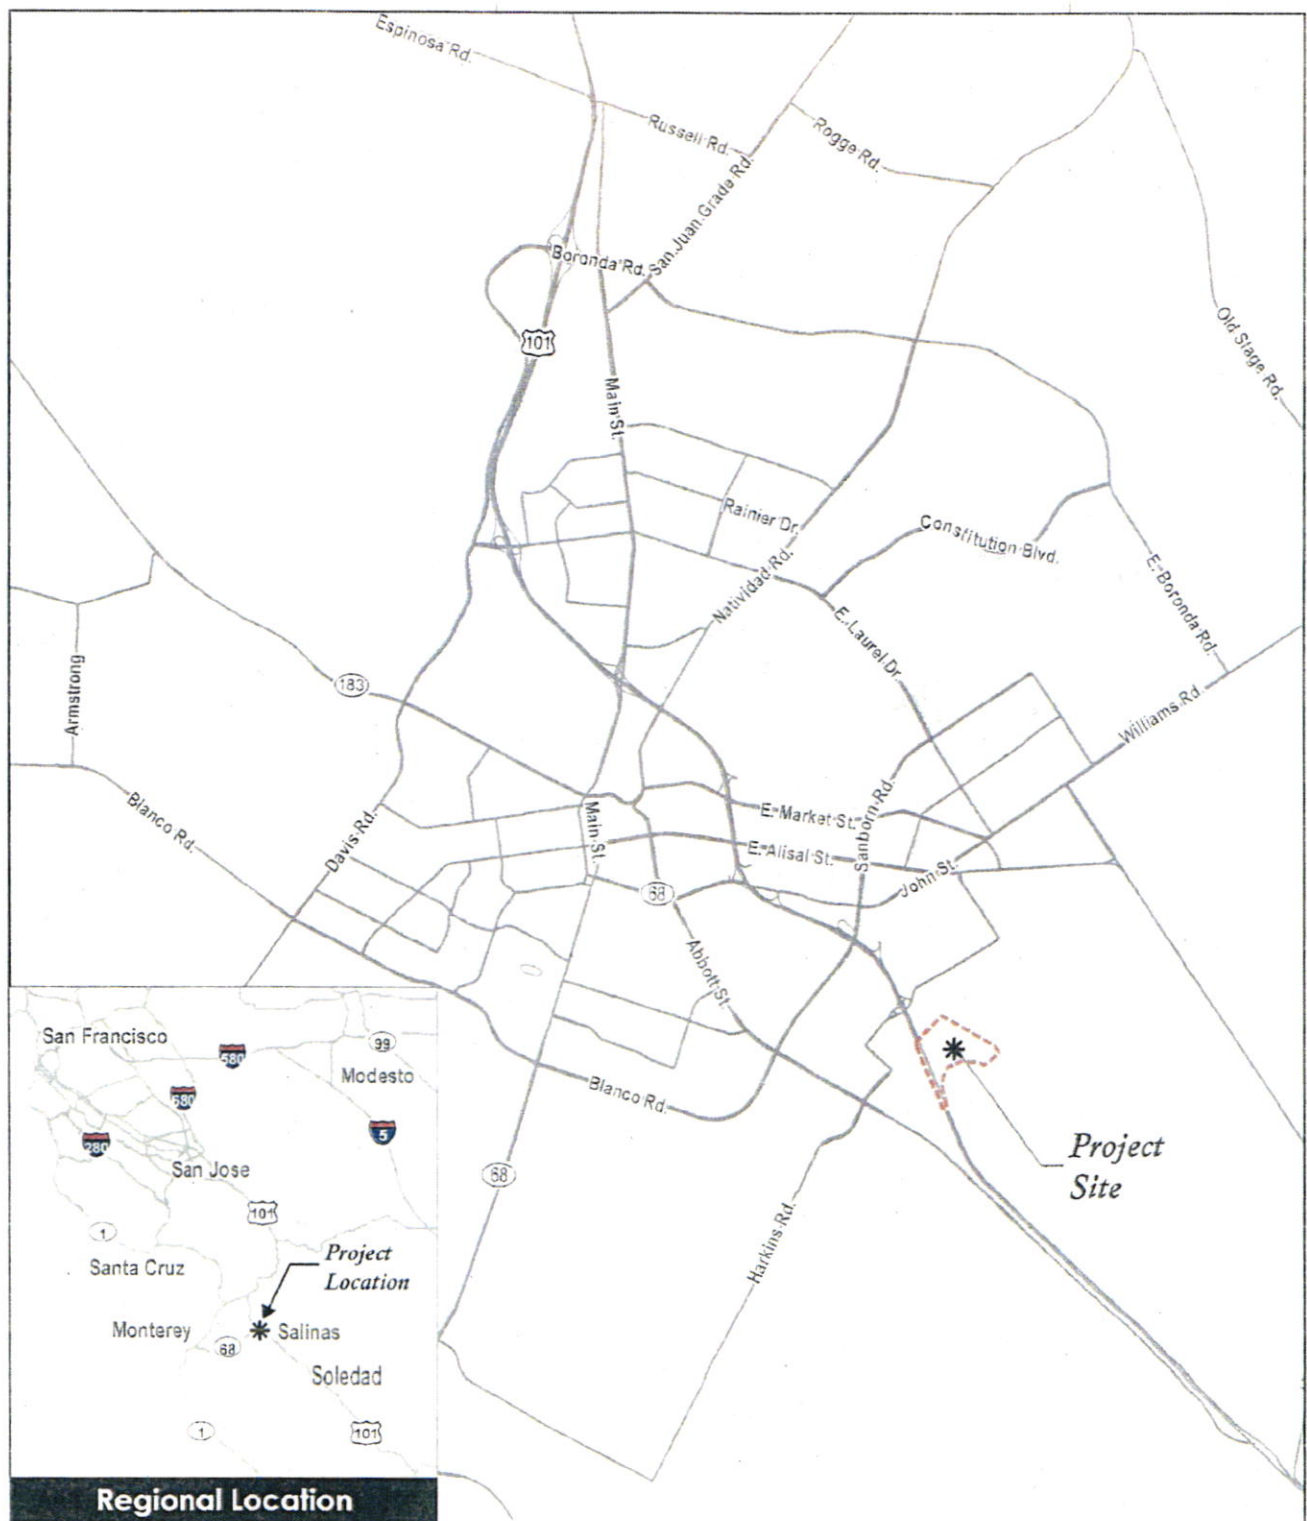 Espinosa Rd.
Russell Rd.
Rogge Rd.
San Juan Grade Rd.
Boronda Rd.
101
Old Stage Rd.
Main St.
Rainier Dr.
Constitution Blvd.
Natividad Rd.
E. Boronda Rd.
E. Laurel Dr.
183
Armstrong
Williams Rd.
Blanco Rd.
Davis Rd.
Main St.
E. Market St.
Sanborn Rd.
E. Alisal St.
John St.
68
Abbott St.
Blanco Rd.
Project
Site
68
Harkins Rd.
San Francisco
580
99
Modesto
680
280
5
San Jose
101
1
Santa Cruz
Project
Location
Monterey
68
Salinas
Soledad
1
101
Regional Location